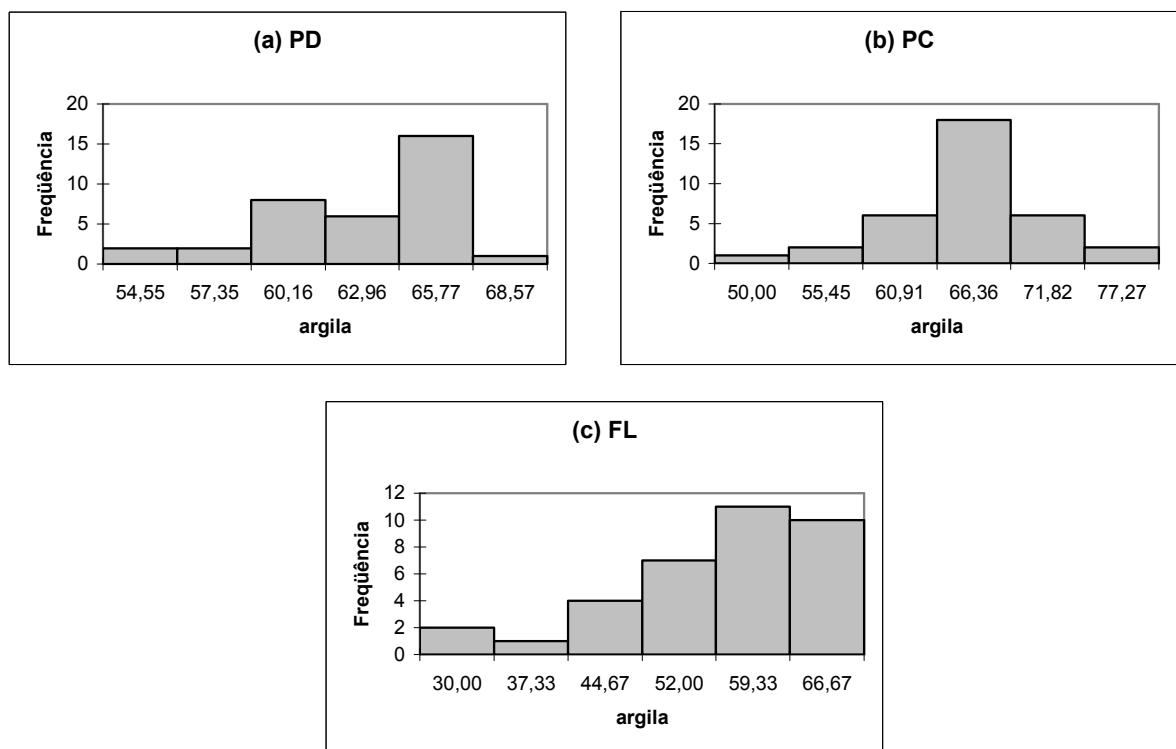 (a) PD
Freqüência
20
15
10
5
0
54,55 57,35 60,16 62,96 65,77 68,57
argila
(b) PC
Freqüência
20
15
10
5
0
50,00 55,45 60,91 66,36 71,82 77,27
argila
(c) FL
Freqüência
12
10
8
6
4
2
0
30,00 37,33 44,67 52,00 59,33 66,67
argila